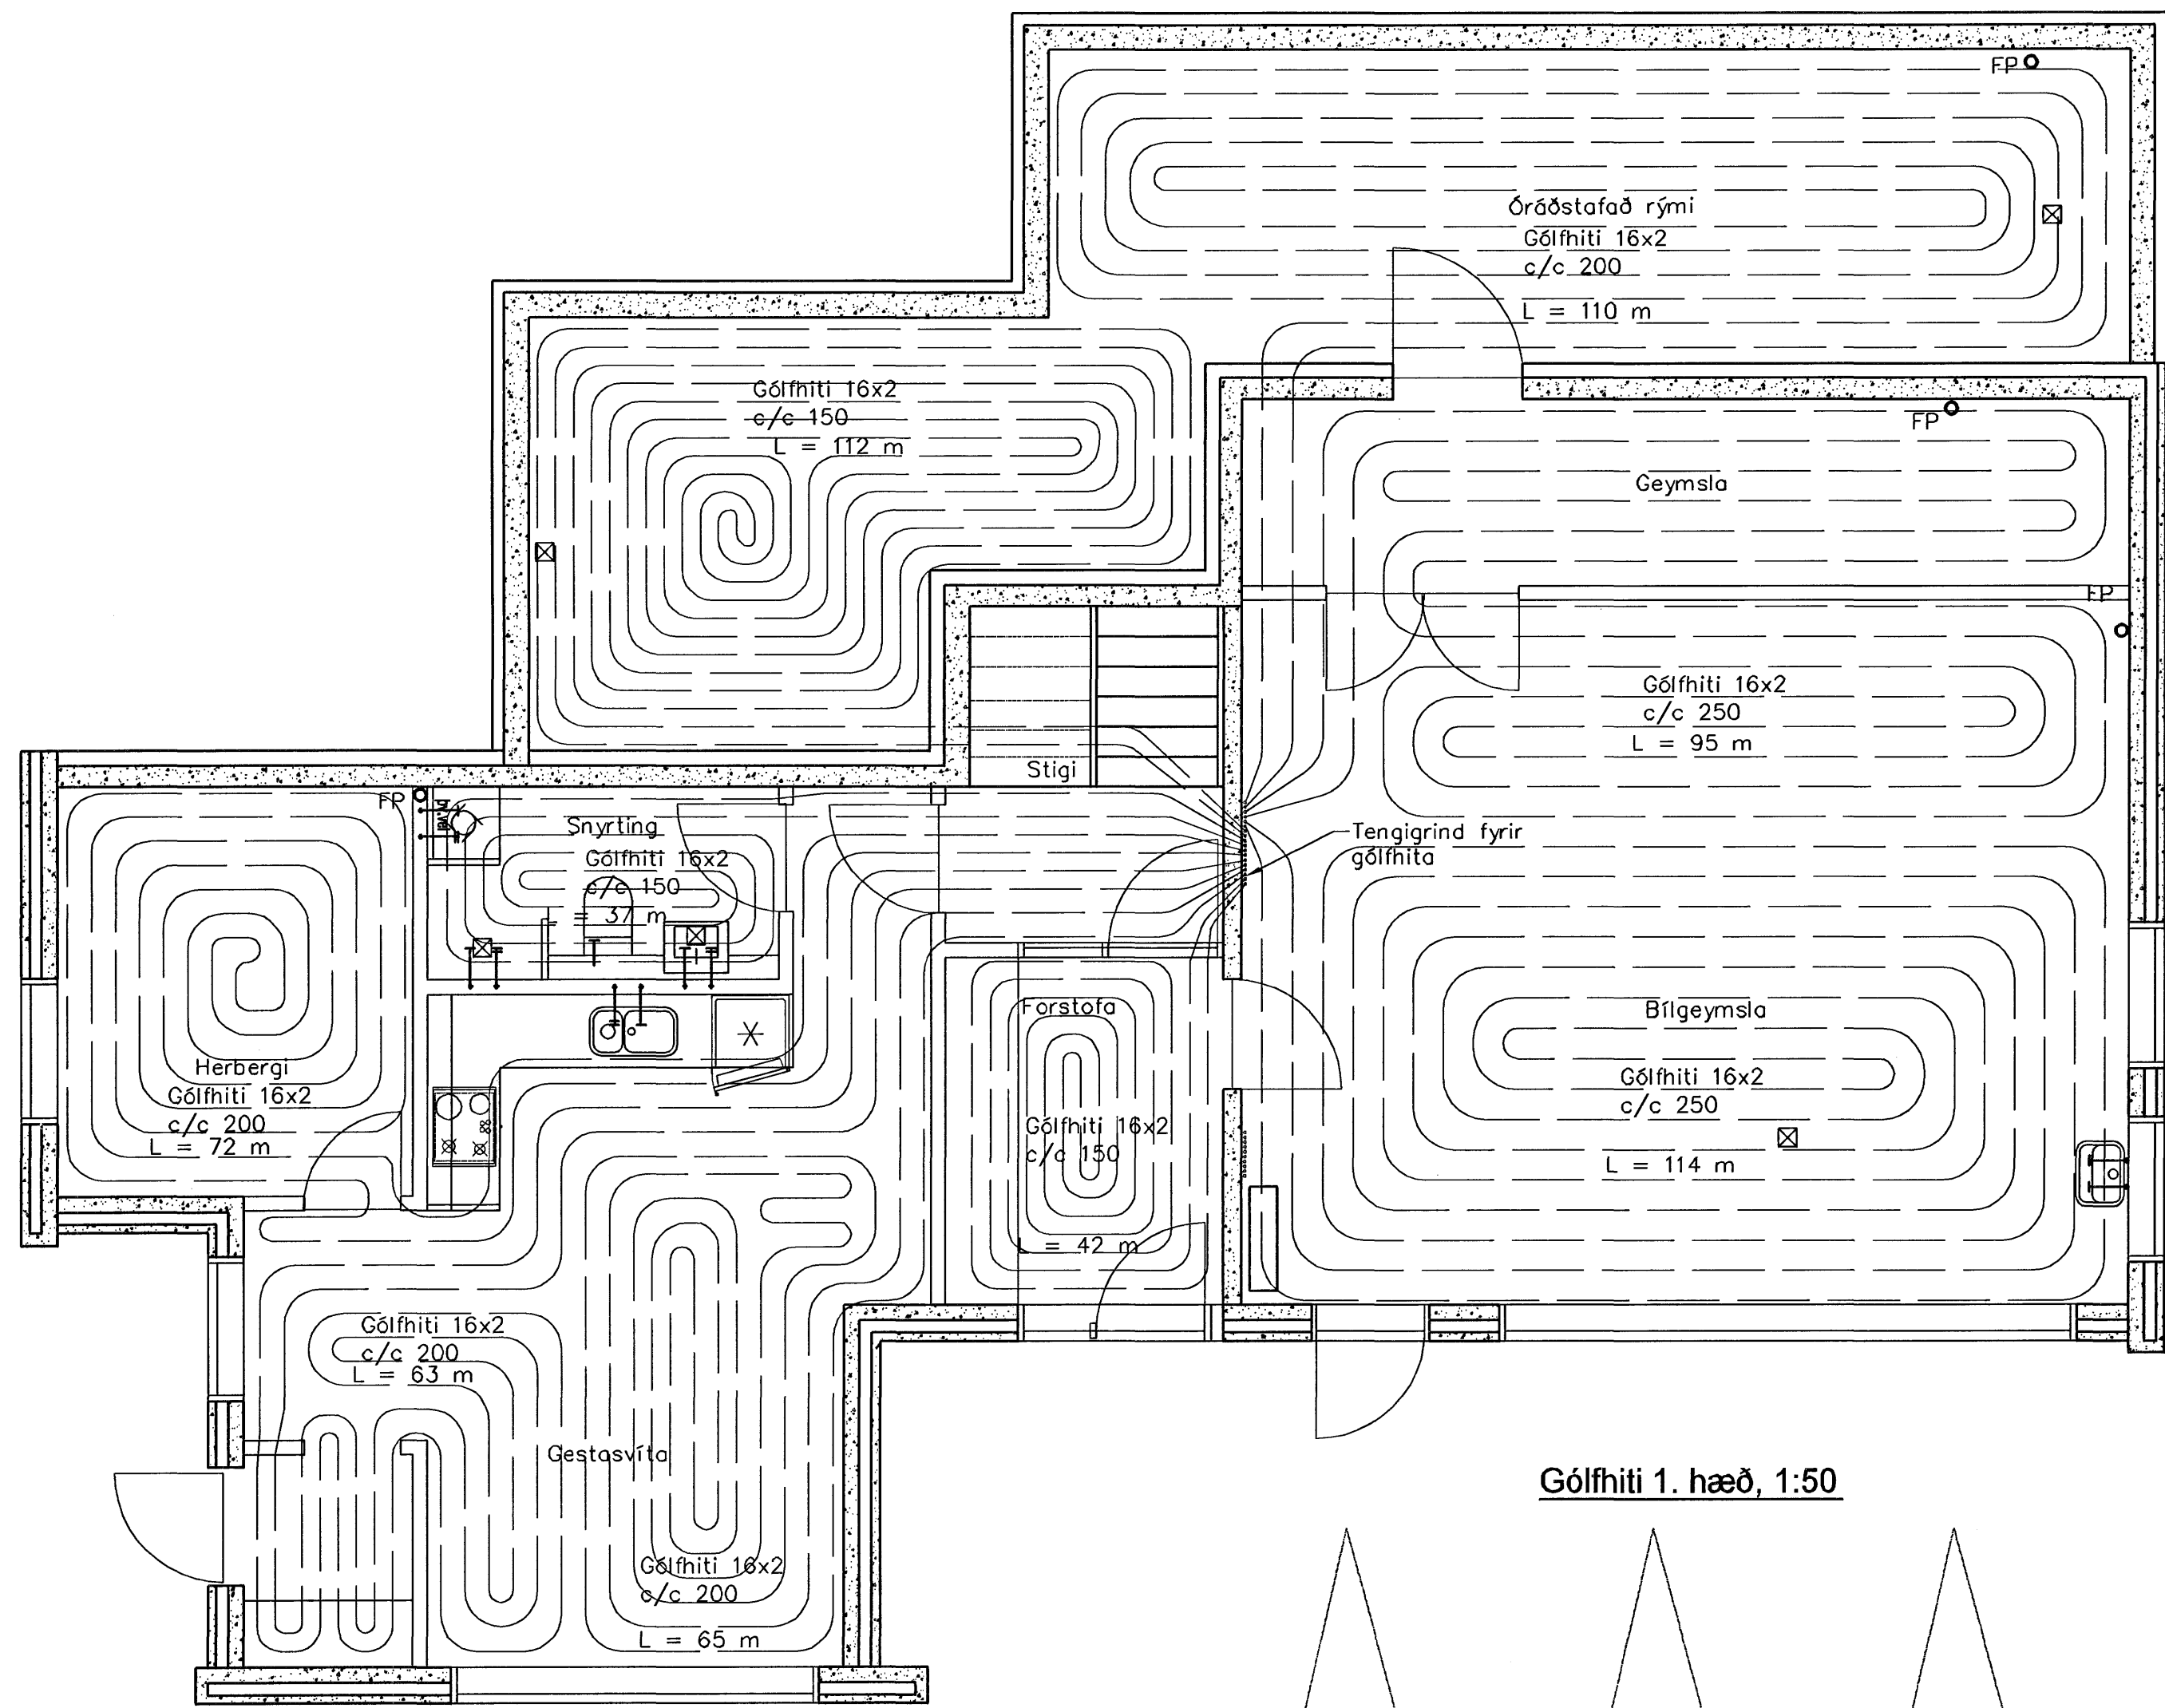 FP
Óráðstafað rými
Gólfhiti 16x2
c/c 200
L = 110 m
Gólfhiti 16x2
c/c 150
L = 112 m
FP
Geymsla
FP
Gólfhiti 16x2
c/c 250
L = 95 m
Stigi
Tengigrind fyrir
gólfhita
FP
Snyrting
Gólfhiti 16x2
c/c 150
= 37 m
Herbergi
Gólfhiti 16x2
c/c 200
L = 72 m
Forstofa
Gólfhiti 16x2
c/c 150
L = 42 m
Bílgeymsla
Gólfhiti 16x2
c/c 250
L = 114 m
Gólfhiti 16x2
c/c 200
L = 63 m
Gestasvíta
Gólfhiti 16x2
c/c 200
L = 65 m
Gólfhiti 1. hæð, 1:50